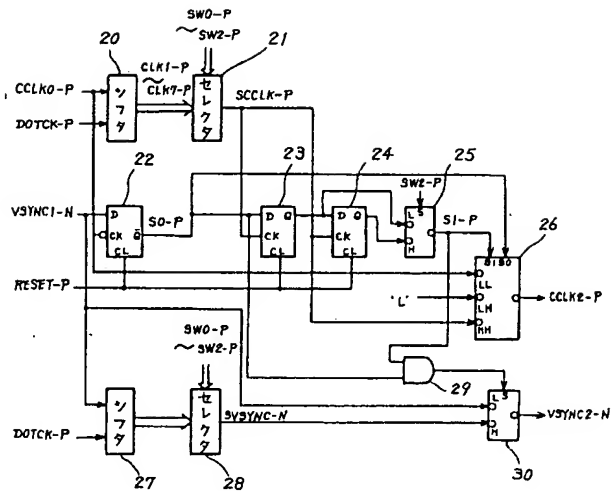 SW0-P
~SW2-P
20
21
CLK1-P
~CLK7-P
CCLK0-P
シフタ
セレクタ
SCCLK-P
DOTCK-P
22
23
24
25
SW2-P
VSYNC1-N
D
S0-P
D Q
D Q
L S
S1-P
26
CK Q
CK
CK
H
S1 S0
CL
CL
CL
LL
RESET-P
'L'
LH
CCLK2-P
SW0-P
~SW2-P
HH
29
シフタ
セレクタ
SVSYNC-N
L S
VSYNC2-N
DOTCK-P
H
27
28
30